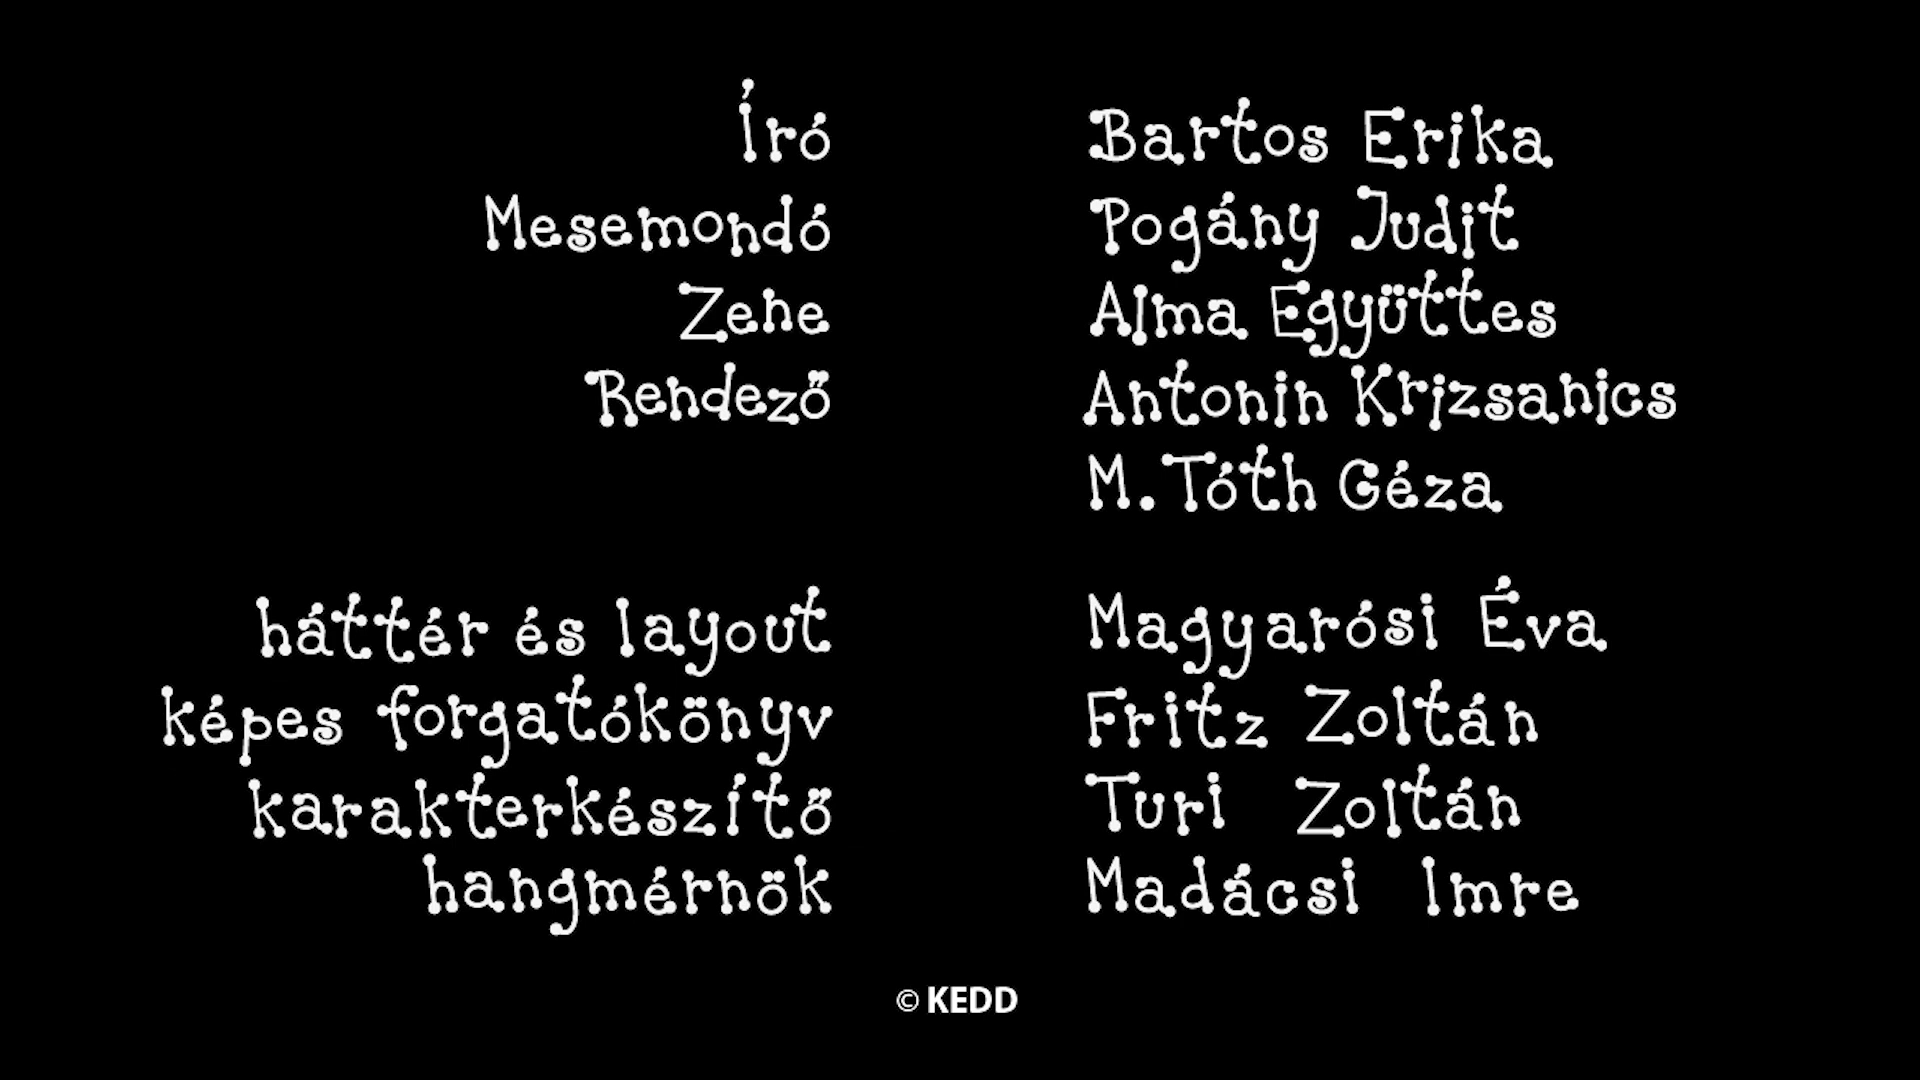 Író Bartos Erika
Mesemondó Pogány Judit
Zene Alma Együttes
Rendező Antonin Krizsanics
M. Tóth Géza
háttér és layout Magyarósi Éva
képes forgatókönyv Fritz Zoltán
karakterkészítő Turi Zoltán
hangmérnök Madácsi Imre
© KEDD